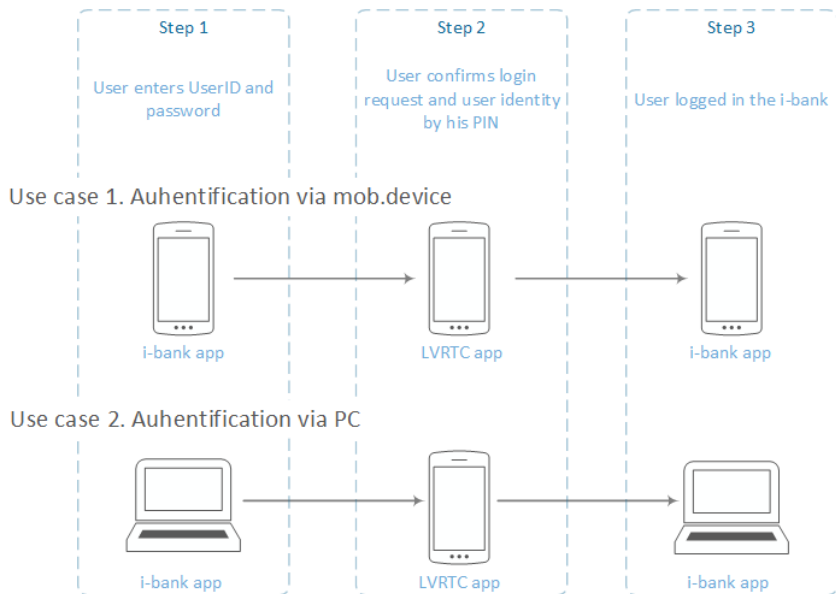 Step 1
Step 2
Step 3
User enters UserID and
password
User confirms login
request and user identity
by his PIN
User logged in the i-bank
Use case 1. Auhentification via mob.device
i-bank app
LVRTC app
i-bank app
Use case 2. Auhentification via PC
i-bank app
LVRTC app
i-bank app